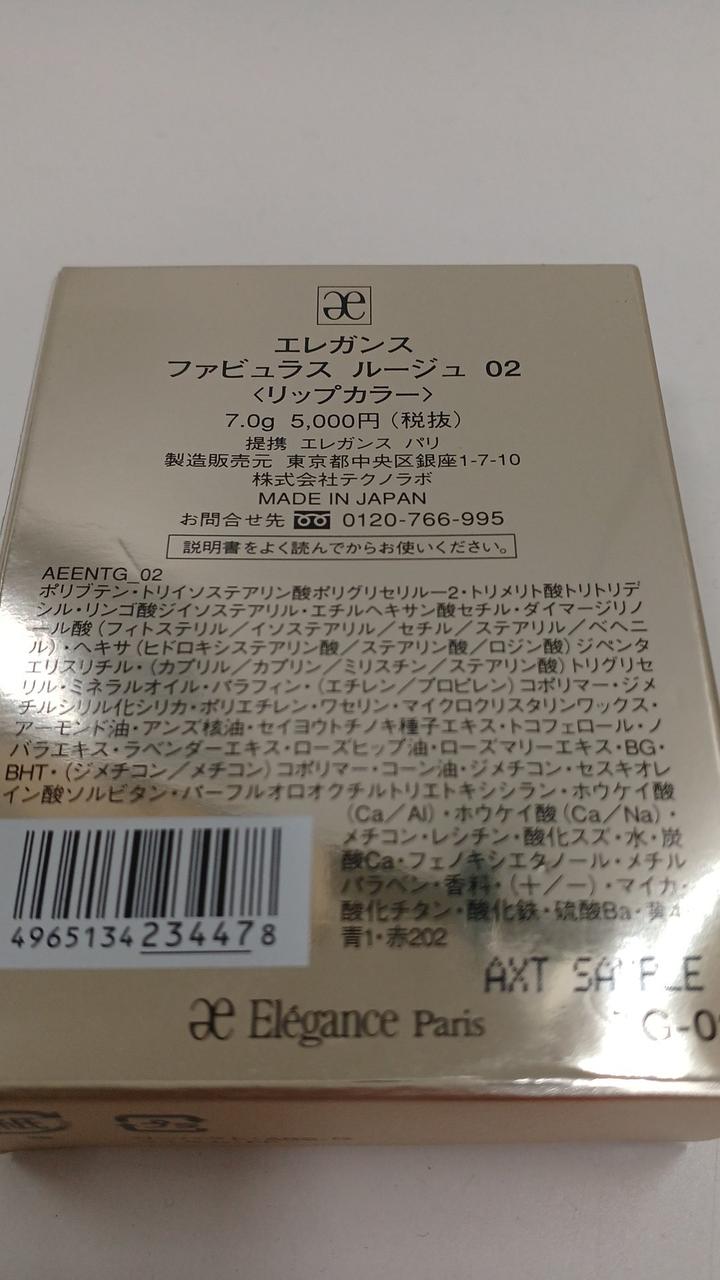 æ
エレガンス
ファビュラス ルージュ 02
〈リップカラー〉
7.0g 5,000円（税抜）
提携 エレガンス パリ
製造販売元 東京都中央区銀座1-7-10
株式会社テクノラボ
MADE IN JAPAN
お問合せ先 0120-766-995
説明書をよく読んでからお使いください。
AEENTG_02
ポリブテン・トリイソステアリン酸ポリグリセリル－2・トリメリト酸トリトリデ
シル・リンゴ酸ジイソステアリル・エチルヘキサン酸セチル・ダイマージリノ
ール酸（フィトステリル／イソステアリル／セチル／ステアリル／ベヘニ
ル）・ヘキサ（ヒドロキシステアリン酸／ステアリン酸／ロジン酸）ジペンタ
エリスリチル・（カプリル／カプリン／ミリスチン／ステアリン酸）トリグリセ
リル・ミネラルオイル・パラフィン・（エチレン／プロピレン）コポリマー・ジメ
チルシリル化シリカ・ポリエチレン・ワセリン・マイクロクリスタリンワックス・
アーモンド油・アンズ核油・セイヨウトチノキ種子エキス・トコフェロール・ノ
バラエキス・ラベンダーエキス・ローズヒップ油・ローズマリーエキス・BG・
BHT・（ジメチコン／メチコン）コポリマー・コーン油・ジメチコン・セスキオレ
イン酸ソルビタン・パーフルオロオクチルトリエトキシシラン・ホウケイ酸
（Ca／Al）・ホウケイ酸（Ca／Na）・
メチコン・レシチン・酸化スズ・水・炭
酸Ca・フェノキシエタノール・メチル
パラベン・香料・（＋／－）・マイカ・
酸化チタン・酸化鉄・硫酸Ba・黄4
青1・赤202
4965134234478
AXT SAMPLE
æ Elégance Paris
G-0